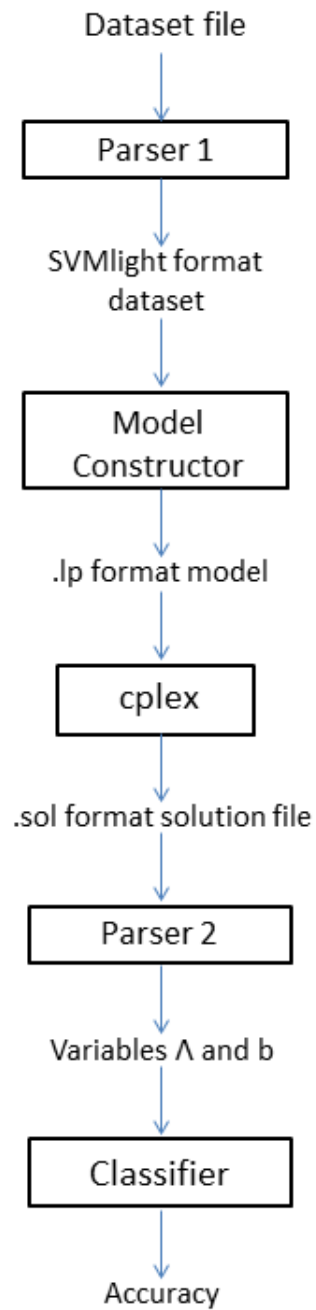 Dataset file
Parser 1
SVMlight format
dataset
Model
Constructor
.lp format model
cplex
.sol format solution file
Parser 2
Variables Λ and b
Classifier
Accuracy